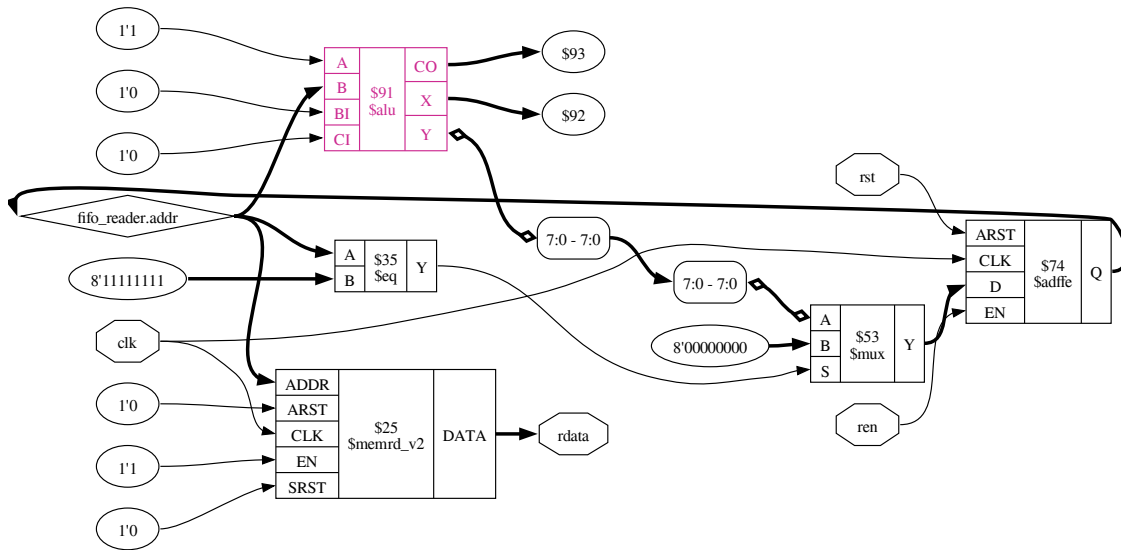 1'1
1'0
1'0
A
B
BI
CI
$91
$alu
CO
X
Y
$93
$92
fifo_reader.addr
8'11111111
A
B
$35
$eq
Y
7:0 - 7:0
7:0 - 7:0
clk
1'0
1'1
1'0
ADDR
ARST
CLK
EN
SRST
$25
$memrd_v2
DATA
rdata
8'00000000
A
B
S
$53
$mux
Y
rst
ren
ARST
CLK
D
EN
$74
$adffe
Q